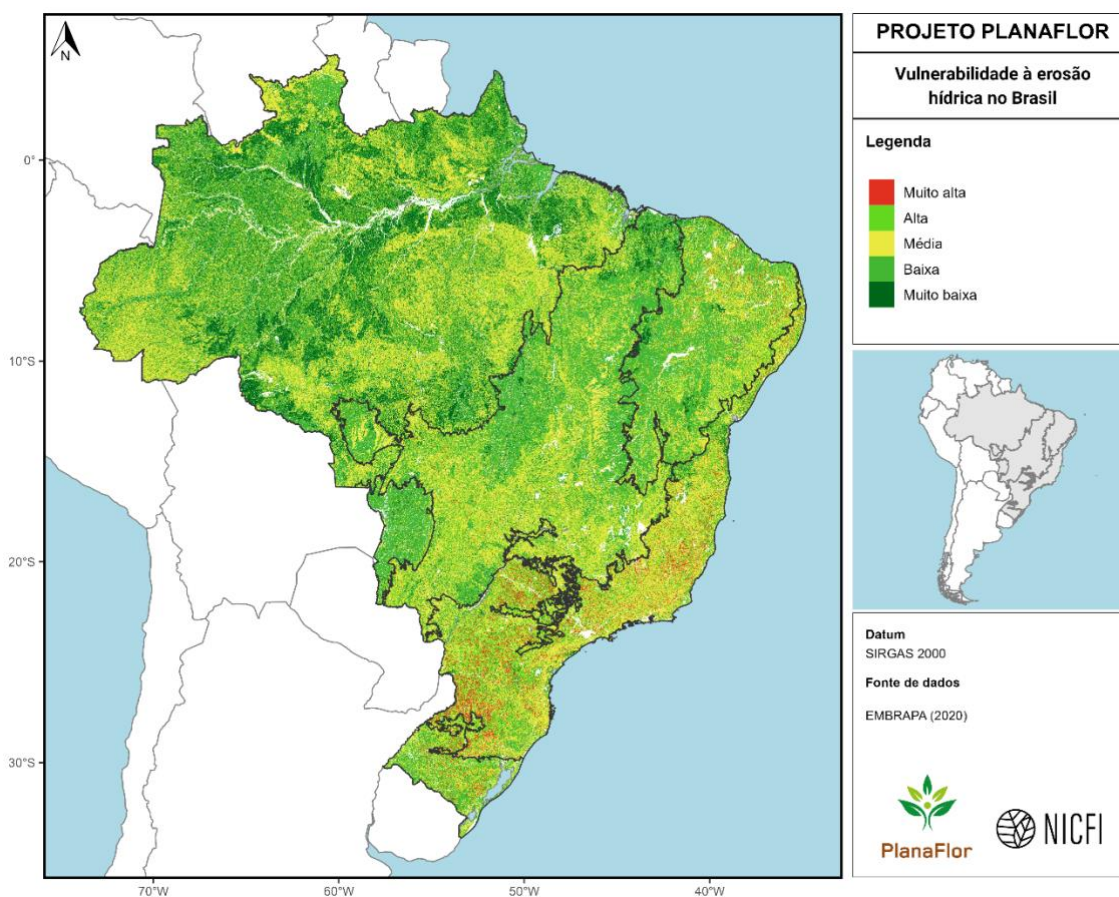 N
0°
10°S
20°S
30°S
70°W
60°W
50°W
40°W
PROJETO PLANAFLOR
Vulnerabilidade à erosão
hídrica no Brasil
Legenda
Muito alta
Alta
Média
Baixa
Muito baixa
Datum
SIRGAS 2000
Fonte de dados
EMBRAPA (2020)
PlanaFlor
NICFI